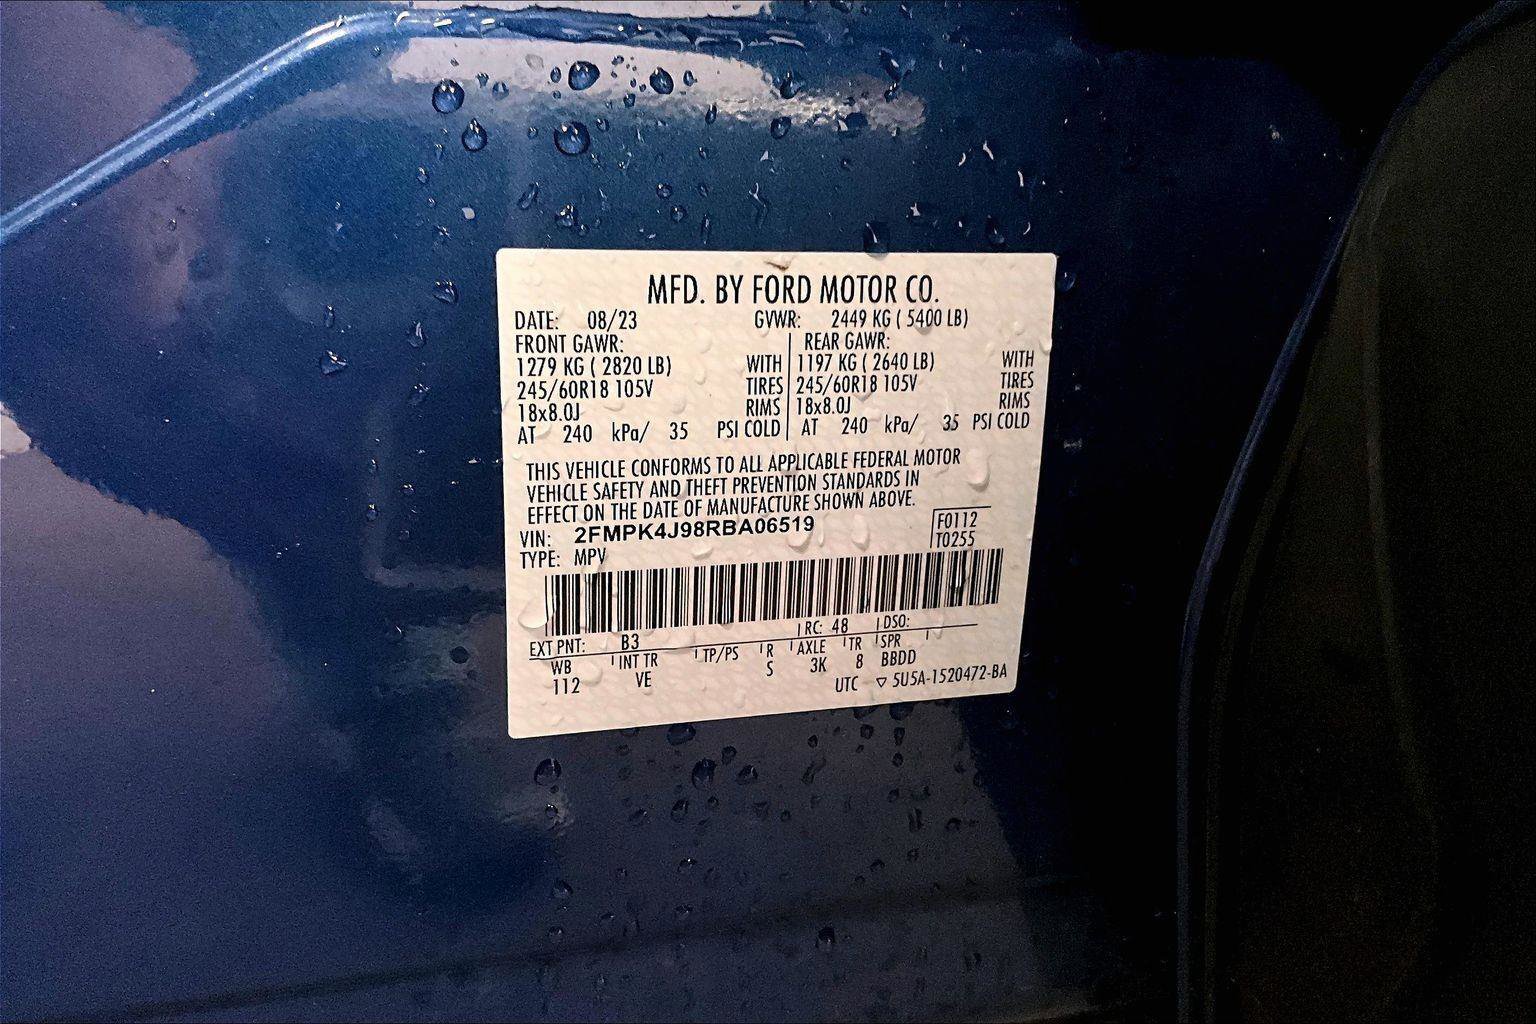 MFD. BY FORD MOTOR CO.
DATE: 08/23 GVWR: 2449 KG ( 5400 LB)
FRONT GAWR: REAR GAWR:
1279 KG ( 2820 LB) WITH 1197 KG ( 2640 LB) WITH
245/60R18 105V TIRES 245/60R18 105V TIRES
18x8.0J RIMS 18x8.0J RIMS
AT 240 kPa/ 35 PSI COLD AT 240 kPa/ 35 PSI COLD
THIS VEHICLE CONFORMS TO ALL APPLICABLE FEDERAL MOTOR
VEHICLE SAFETY AND THEFT PREVENTION STANDARDS IN
EFFECT ON THE DATE OF MANUFACTURE SHOWN ABOVE.
VIN: 2FMPK4J98RBA06519 F0112
TYPE: MPV T0255
EXT PNT: B3 RC: 48 DSO:
WB INT TR TP/PS R AXLE TR SPR
112 VE S 3K 8 BBDD
UTC ▽ 5U5A-1520472-BA